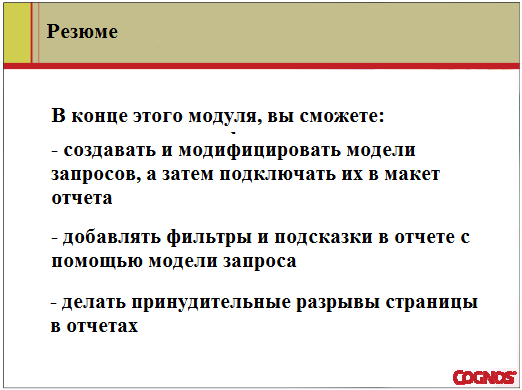 Резюме
В конце этого модуля, вы сможете:
- создавать и модифицировать модели
запросов, а затем подключать их в макет
отчета
- добавлять фильтры и подсказки в отчете с
помощью модели запроса
- делать принудительные разрывы страницы
в отчетах
COGNOS